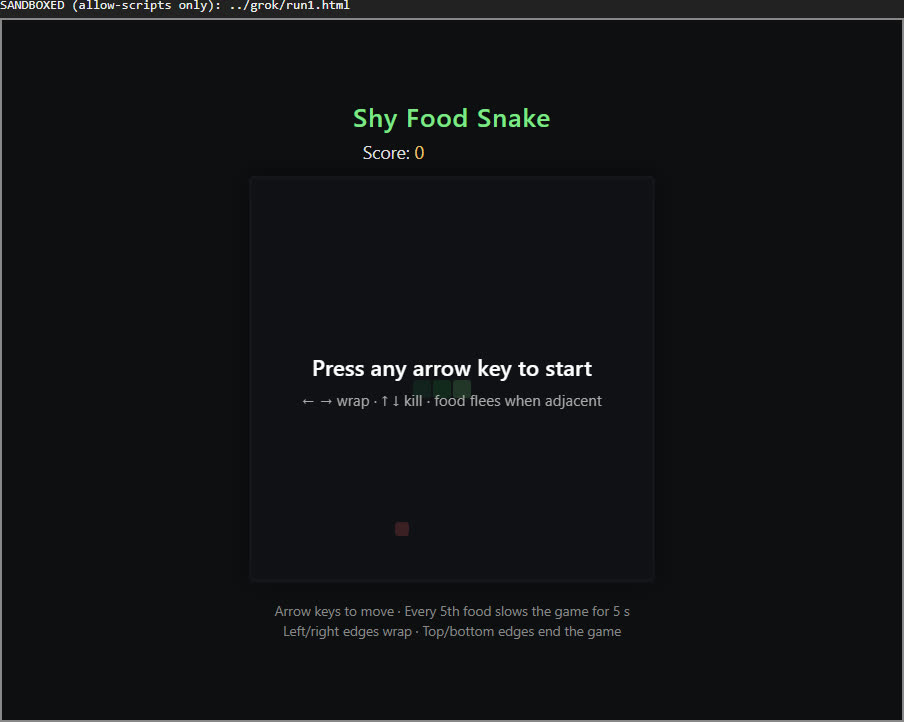 SANDBOXED (allow-scripts only): ../grok/run1.html
Shy Food Snake
Score: 0
Press any arrow key to start
← → wrap · ↑ ↓ kill · food flees when adjacent
Arrow keys to move · Every 5th food slows the game for 5 s
Left/right edges wrap · Top/bottom edges end the game